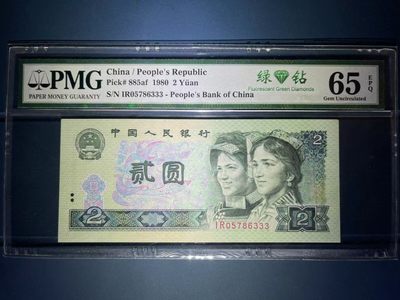 PMG
PAPER MONEY GUARANTY
China / People's Republic
Pick# 885af 1980 2 Yüan
S/N IR05786333 - People's Bank of China
绿钻
Fluorescent Green Diamonds
65 EPQ
Gem Uncirculated
中国人民银行
贰圆
2
2
IR05786333